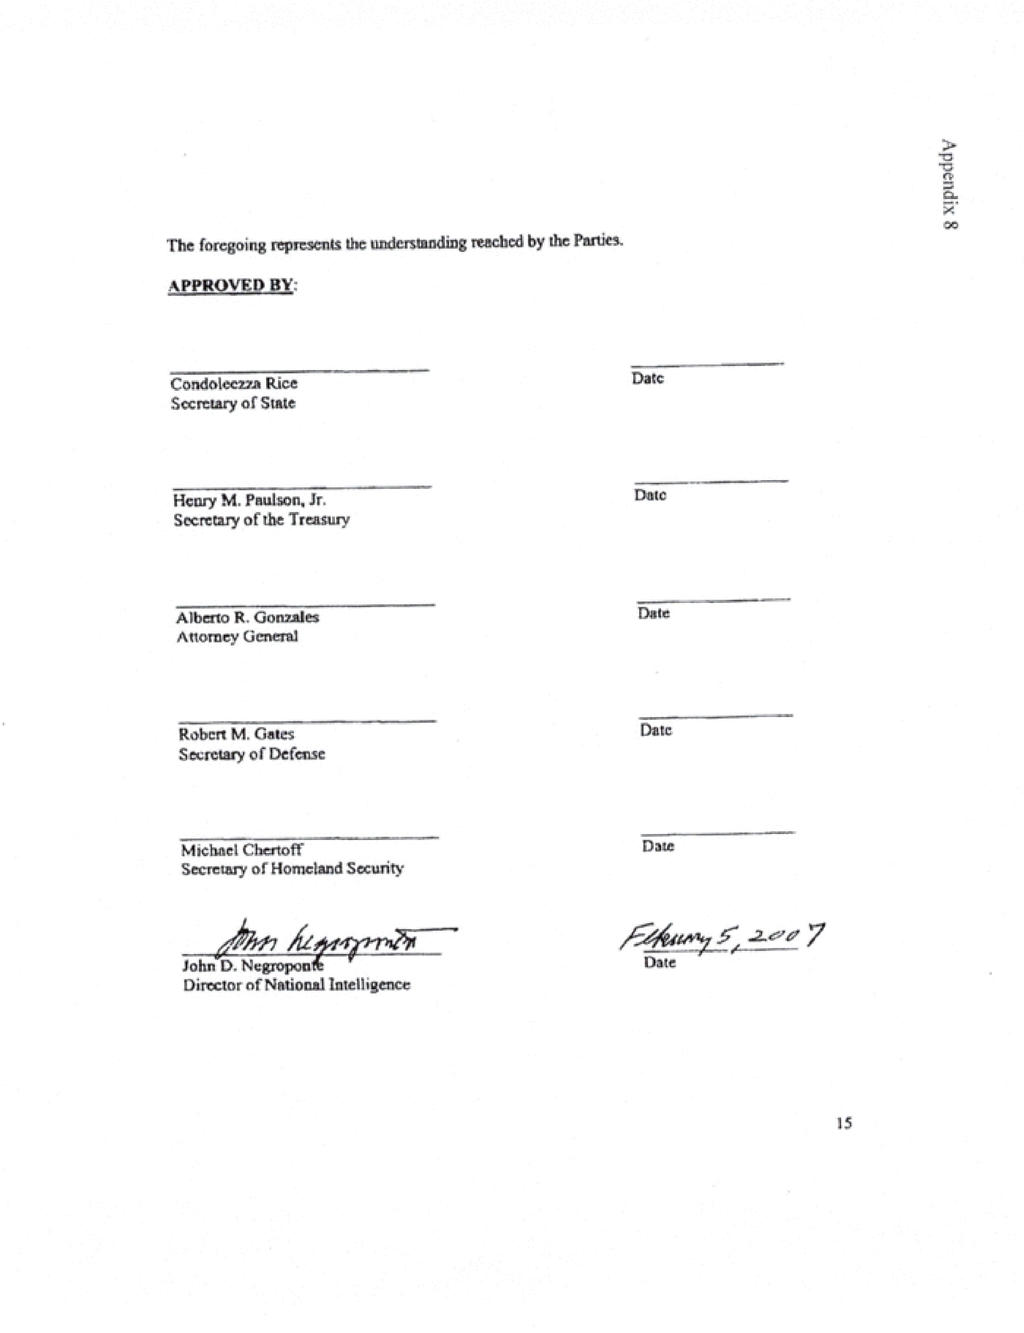 Appendix 8
The foregoing represents the understanding reached by the Parties.
APPROVED BY:
Condoleezza Rice
Secretary of State
Date
Henry M. Paulson, Jr.
Secretary of the Treasury
Date
Alberto R. Gonzales
Attorney General
Date
Robert M. Gates
Secretary of Defense
Date
Michael Chertoff
Secretary of Homeland Security
Date
John Negroponte
February 5, 2007
John D. Negroponte
Director of National Intelligence
Date
15